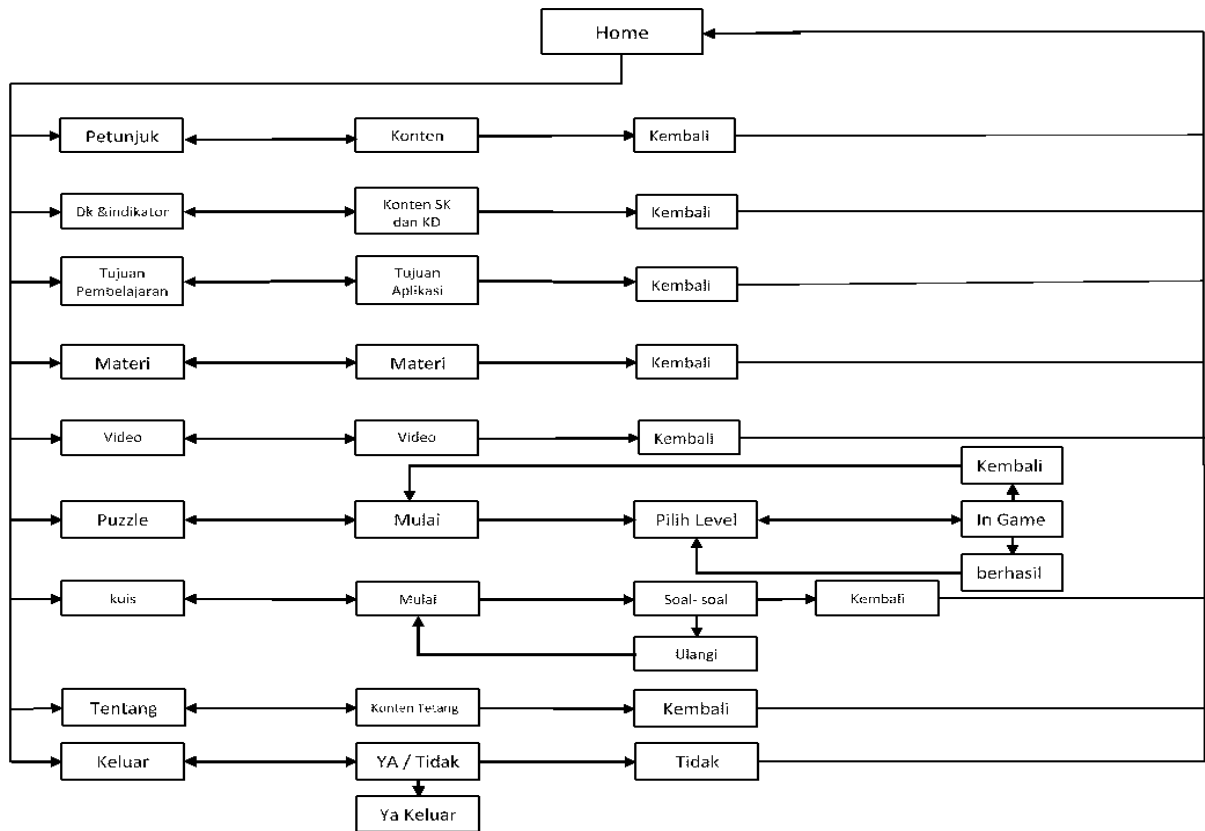 Home
Petunjuk
Konten
Kembali
Dk &indikator
Konten SK
dan KD
Kembali
Tujuan
Pembelajaran
Tujuan
Aplikasi
Kembali
Materi
Materi
Kembali
Video
Video
Kembali
Kembali
Puzzle
Mulai
Pilih Level
In Game
berhasil
kuis
Mulai
Soal- soal
Kembali
Ulangi
Tentang
Konten Tetang
Kembali
Keluar
YA / Tidak
Tidak
Ya Keluar